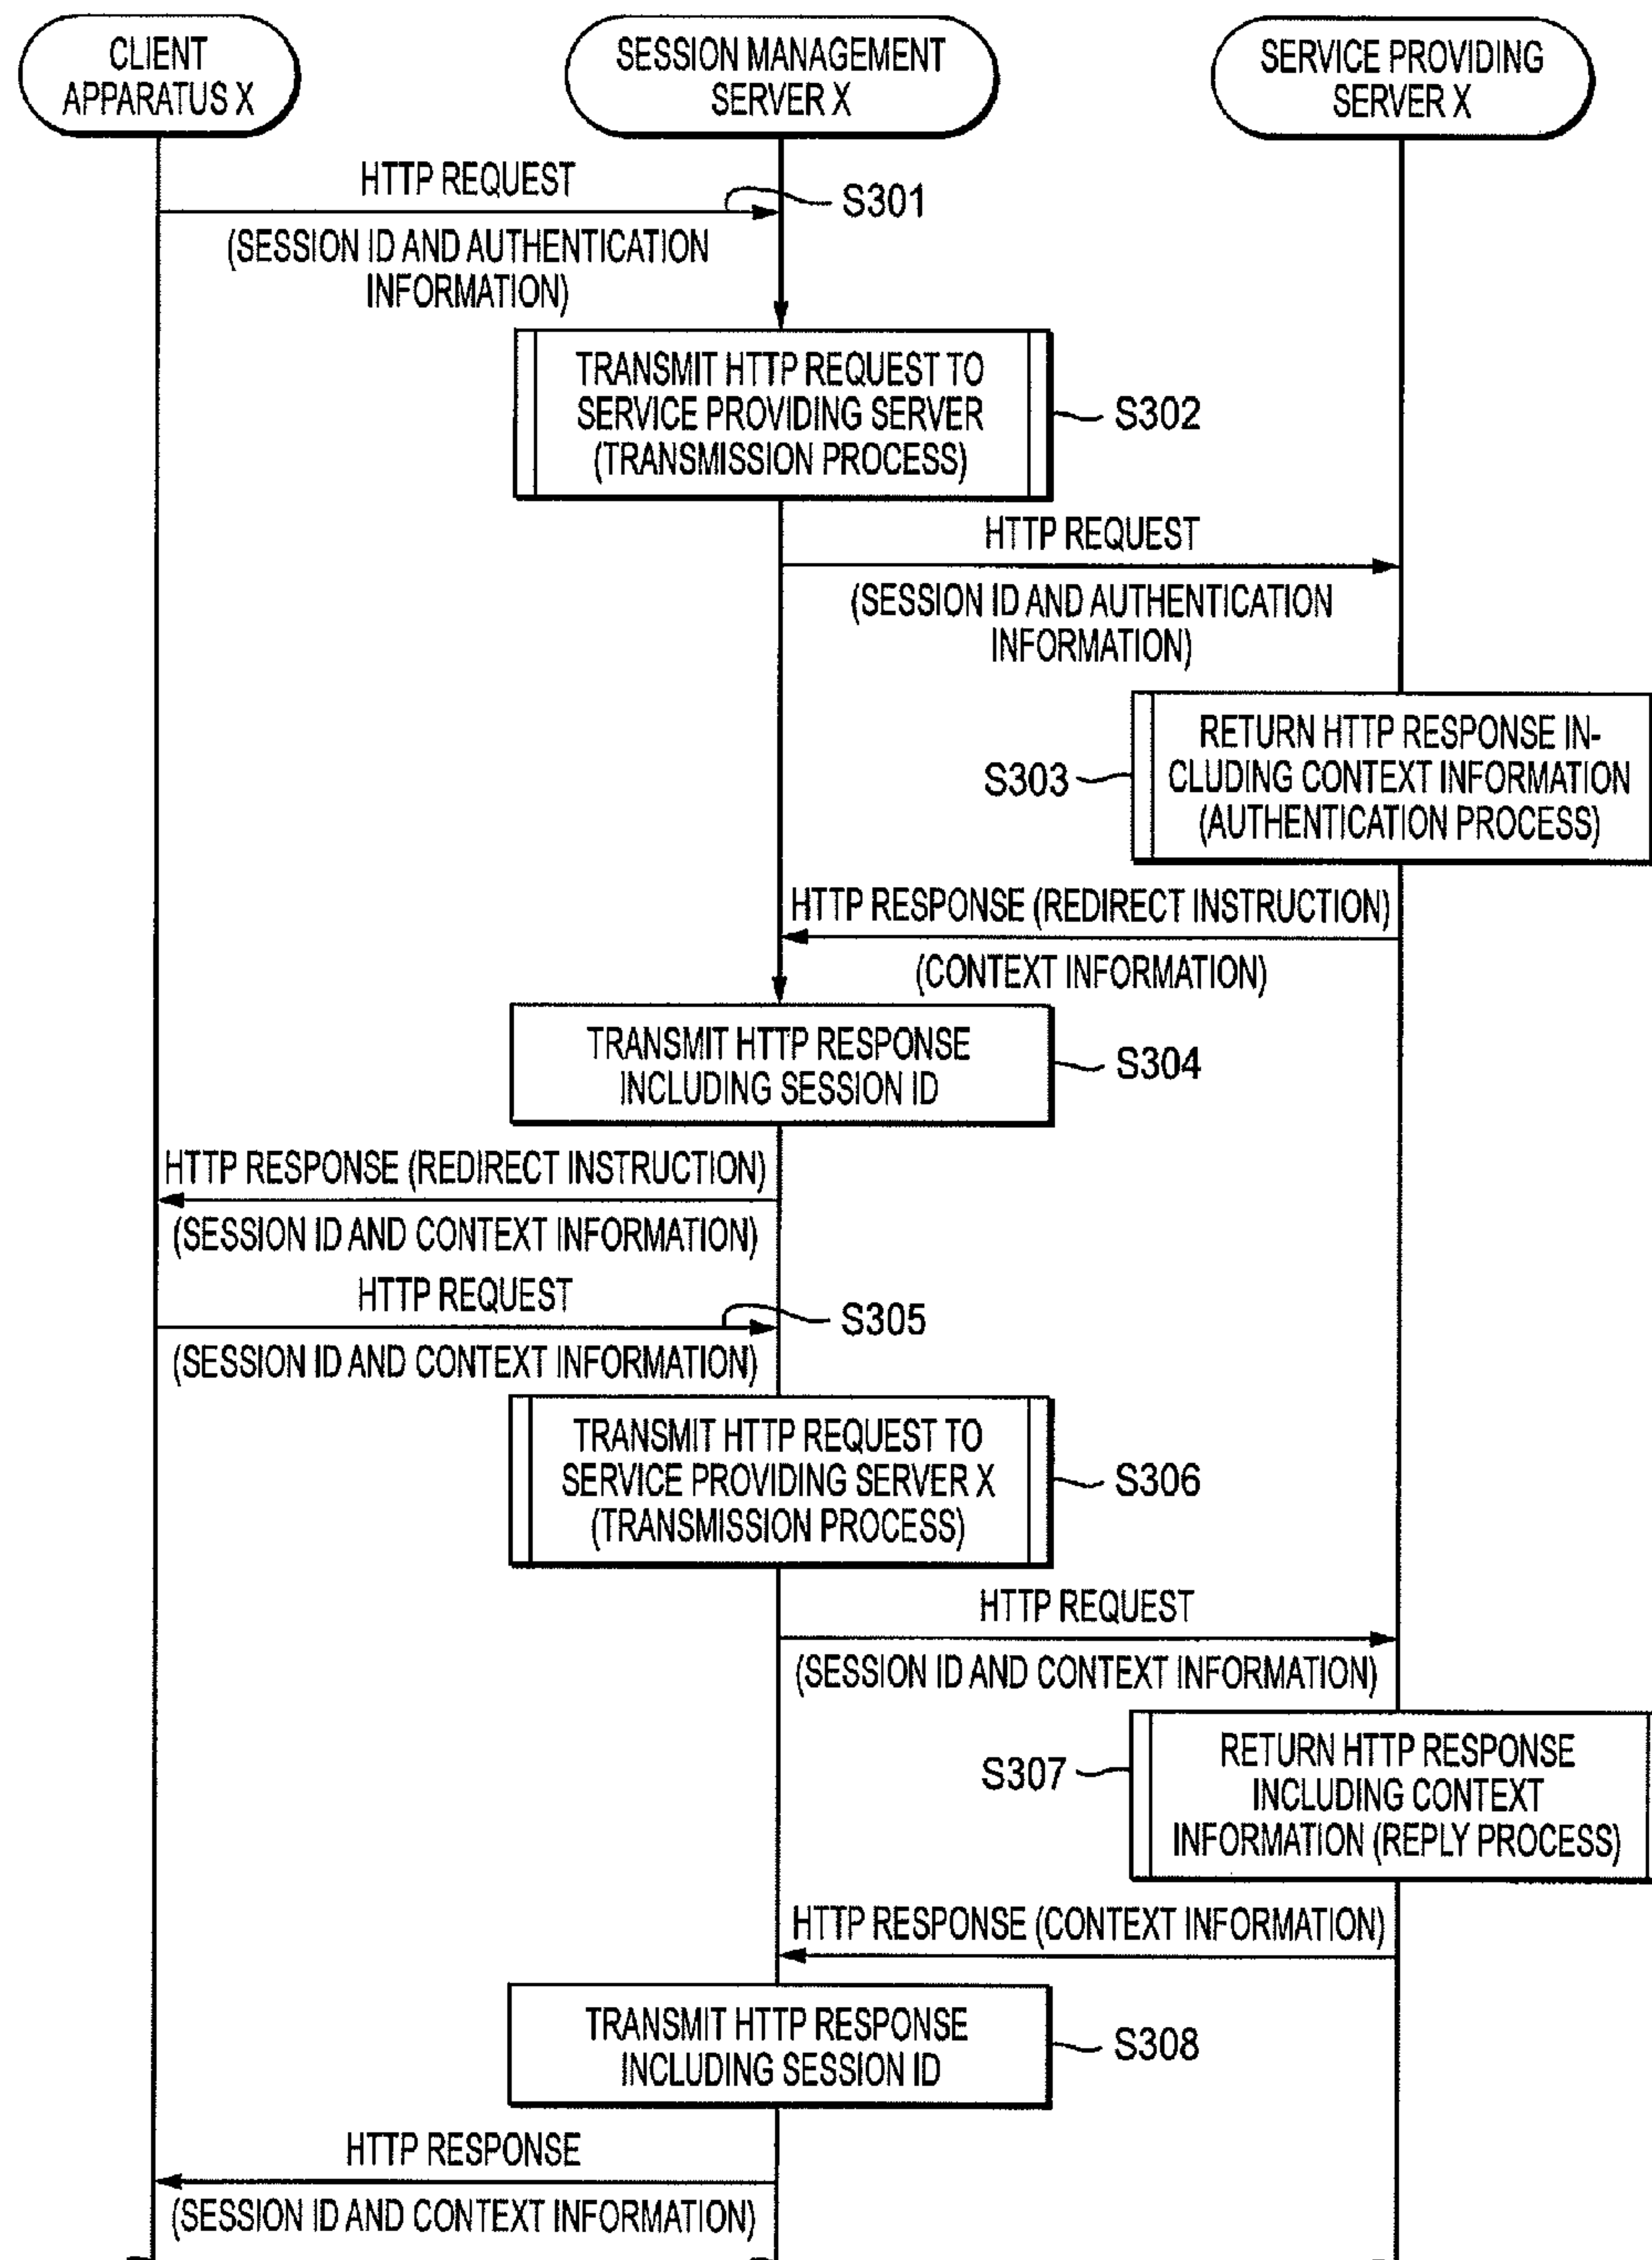 CLIENT
APPARATUS X
SESSION MANAGEMENT
SERVER X
SERVICE PROVIDING
SERVER X
HTTP REQUEST
S301
(SESSION ID AND AUTHENTICATION
INFORMATION)
TRANSMIT HTTP REQUEST TO
SERVICE PROVIDING SERVER
(TRANSMISSION PROCESS)
S302
HTTP REQUEST
(SESSION ID AND AUTHENTICATION
INFORMATION)
RETURN HTTP RESPONSE IN-
CLUDING CONTEXT INFORMATION
(AUTHENTICATION PROCESS)
S303
HTTP RESPONSE (REDIRECT INSTRUCTION)
(CONTEXT INFORMATION)
TRANSMIT HTTP RESPONSE
INCLUDING SESSION ID
S304
HTTP RESPONSE (REDIRECT INSTRUCTION)
(SESSION ID AND CONTEXT INFORMATION)
HTTP REQUEST
S305
(SESSION ID AND CONTEXT INFORMATION)
TRANSMIT HTTP REQUEST TO
SERVICE PROVIDING SERVER X
(TRANSMISSION PROCESS)
S306
HTTP REQUEST
(SESSION ID AND CONTEXT INFORMATION)
RETURN HTTP RESPONSE
INCLUDING CONTEXT
INFORMATION (REPLY PROCESS)
S307
HTTP RESPONSE (CONTEXT INFORMATION)
TRANSMIT HTTP RESPONSE
INCLUDING SESSION ID
S308
HTTP RESPONSE
(SESSION ID AND CONTEXT INFORMATION)